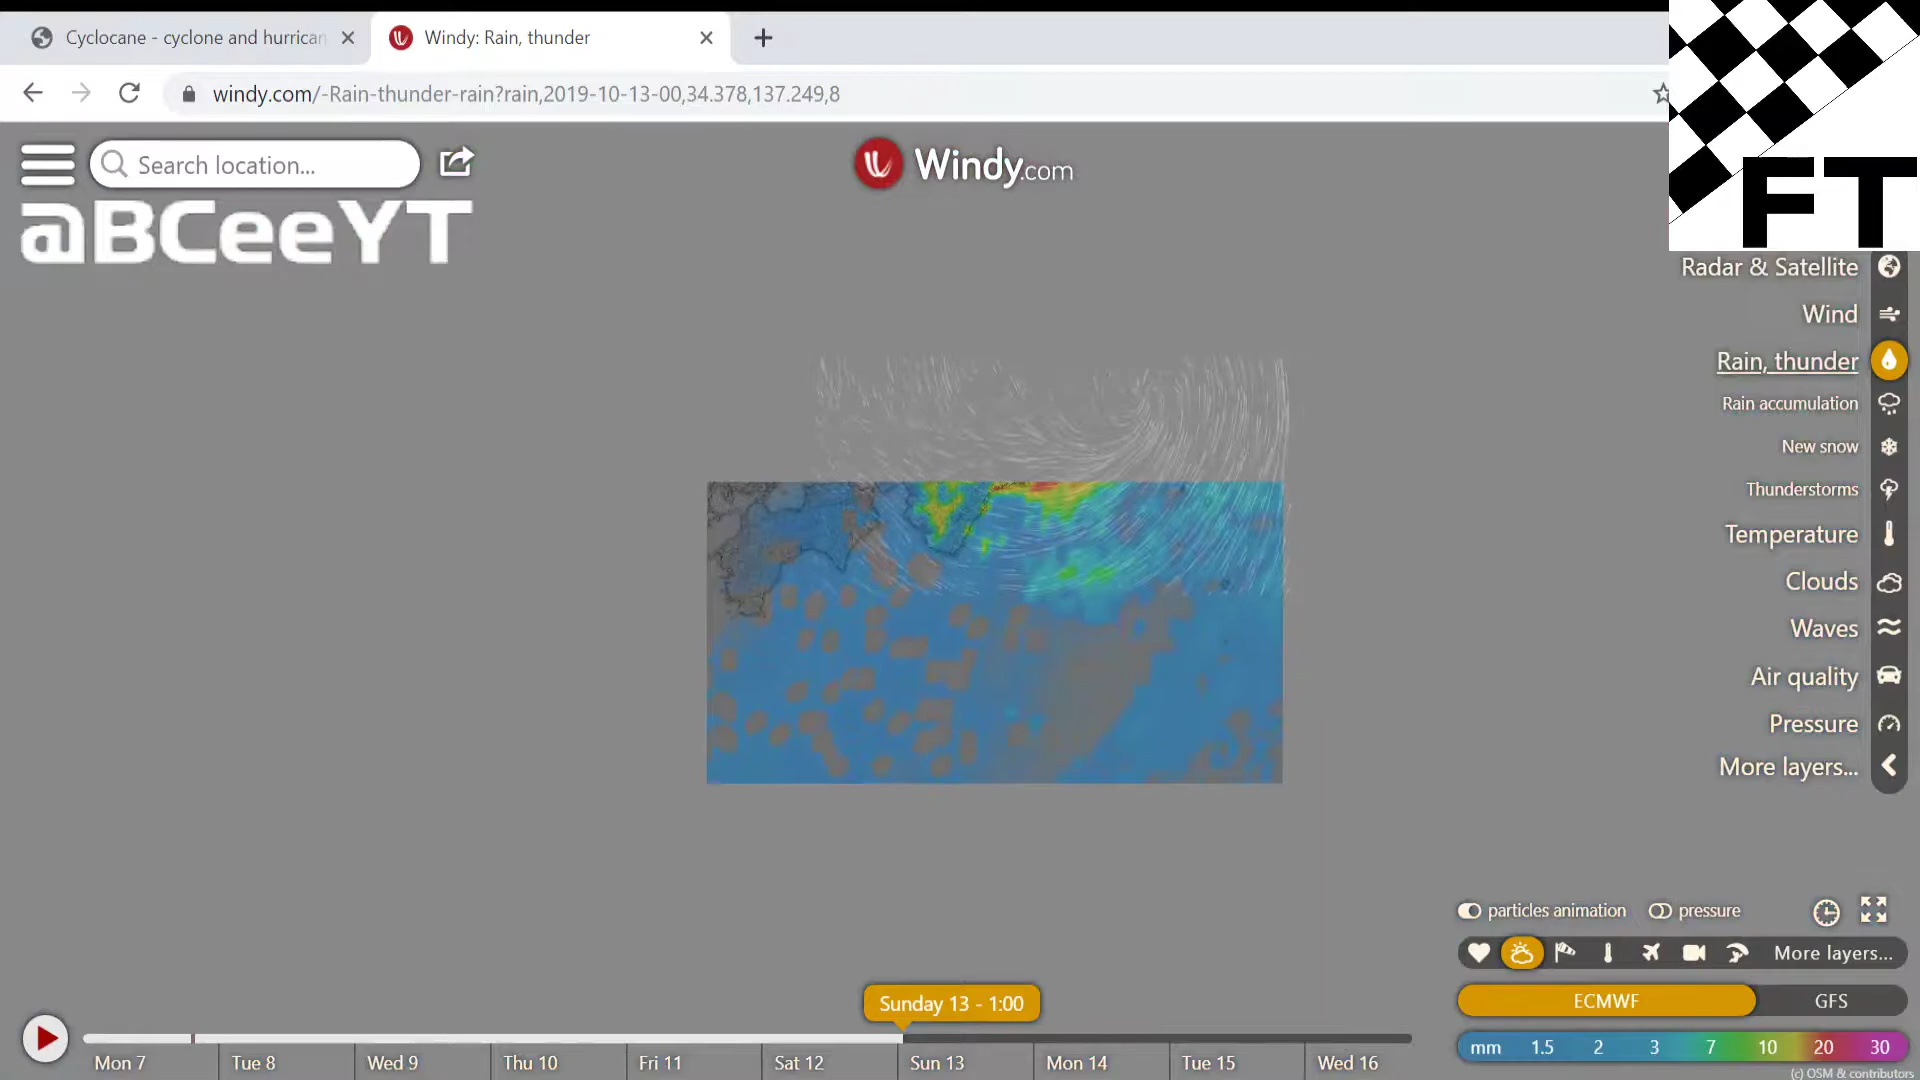 Cyclocane - cyclone and hurrican
Windy: Rain, thunder
windy.com/-Rain-thunder-rain?rain,2019-10-13-00,34.378,137.249,8
Search location...
Windy.com
aBCeeYT
FT
Radar & Satellite
Wind
Rain, thunder
Rain accumulation
New snow
Thunderstorms
Temperature
Clouds
Waves
Air quality
Pressure
More layers...
particles animation
pressure
More layers...
Sunday 13 - 1:00
ECMWF
GFS
mm 1.5 2 3 7 10 20 30
Mon 7
Tue 8
Wed 9
Thu 10
Fri 11
Sat 12
Sun 13
Mon 14
Tue 15
Wed 16
(c) OSM & contributors